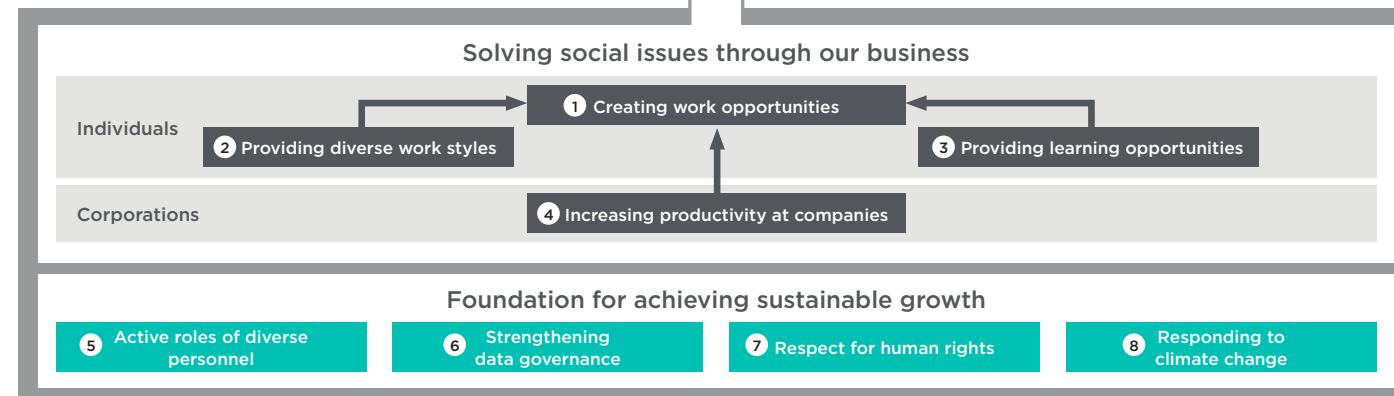 Solving social issues through our business
Individuals
1 Creating work opportunities
2 Providing diverse work styles
3 Providing learning opportunities
Corporations
4 Increasing productivity at companies
Foundation for achieving sustainable growth
5 Active roles of diverse
personnel
6 Strengthening
data governance
7 Respect for human rights
8 Responding to
climate change